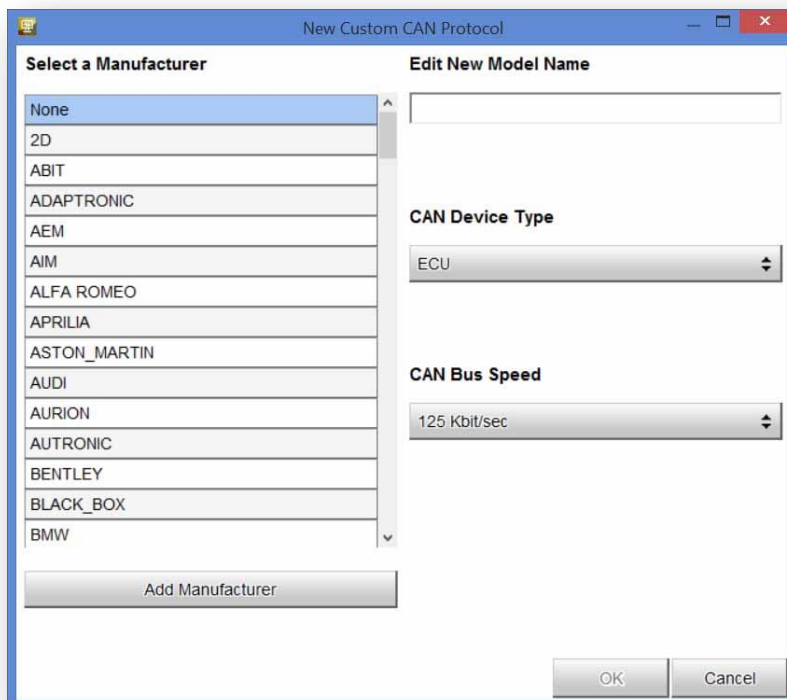 New Custom CAN Protocol
Select a Manufacturer
None
2D
ABIT
ADAPTRONIC
AEM
AIM
ALFA ROMEO
APRILIA
ASTON_MARTIN
AUDI
AURION
AUTRONIC
BENTLEY
BLACK_BOX
BMW
Add Manufacturer
Edit New Model Name
CAN Device Type
ECU
CAN Bus Speed
125 Kbit/sec
OK
Cancel